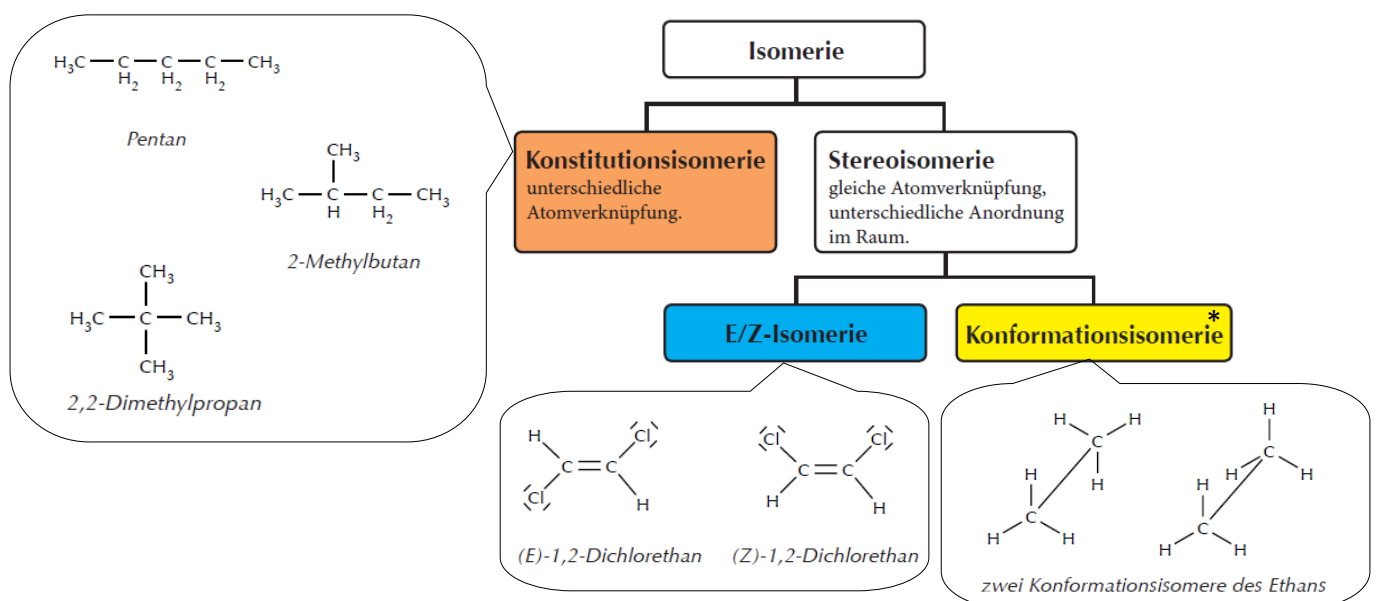 Isomerie
Konstitutionsisomerie
unterschiedliche
Atomverknüpfung.
Stereoisomerie
gleiche Atomverknüpfung,
unterschiedliche Anordnung
im Raum.
E/Z-Isomerie
Konformationsisomerie*
H₃C — C — C — C — CH₃
H₂ H₂ H₂
Pentan
CH₃
H₃C — C — C — CH₃
H H₂
2-Methylbutan
CH₃
H₃C — C — CH₃
CH₃
2,2-Dimethylpropan
H Cl
C = C
Cl H
(E)-1,2-Dichlorethan
Cl Cl
C = C
H H
(Z)-1,2-Dichlorethan
H H
C
H H
C
H H
H
C
H H H
C
H H
zwei Konformationsisomere des Ethans